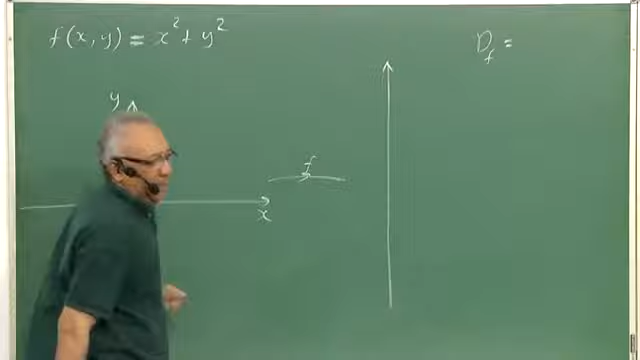 f(x, y) = x² + y²
D_f =
y
f
x